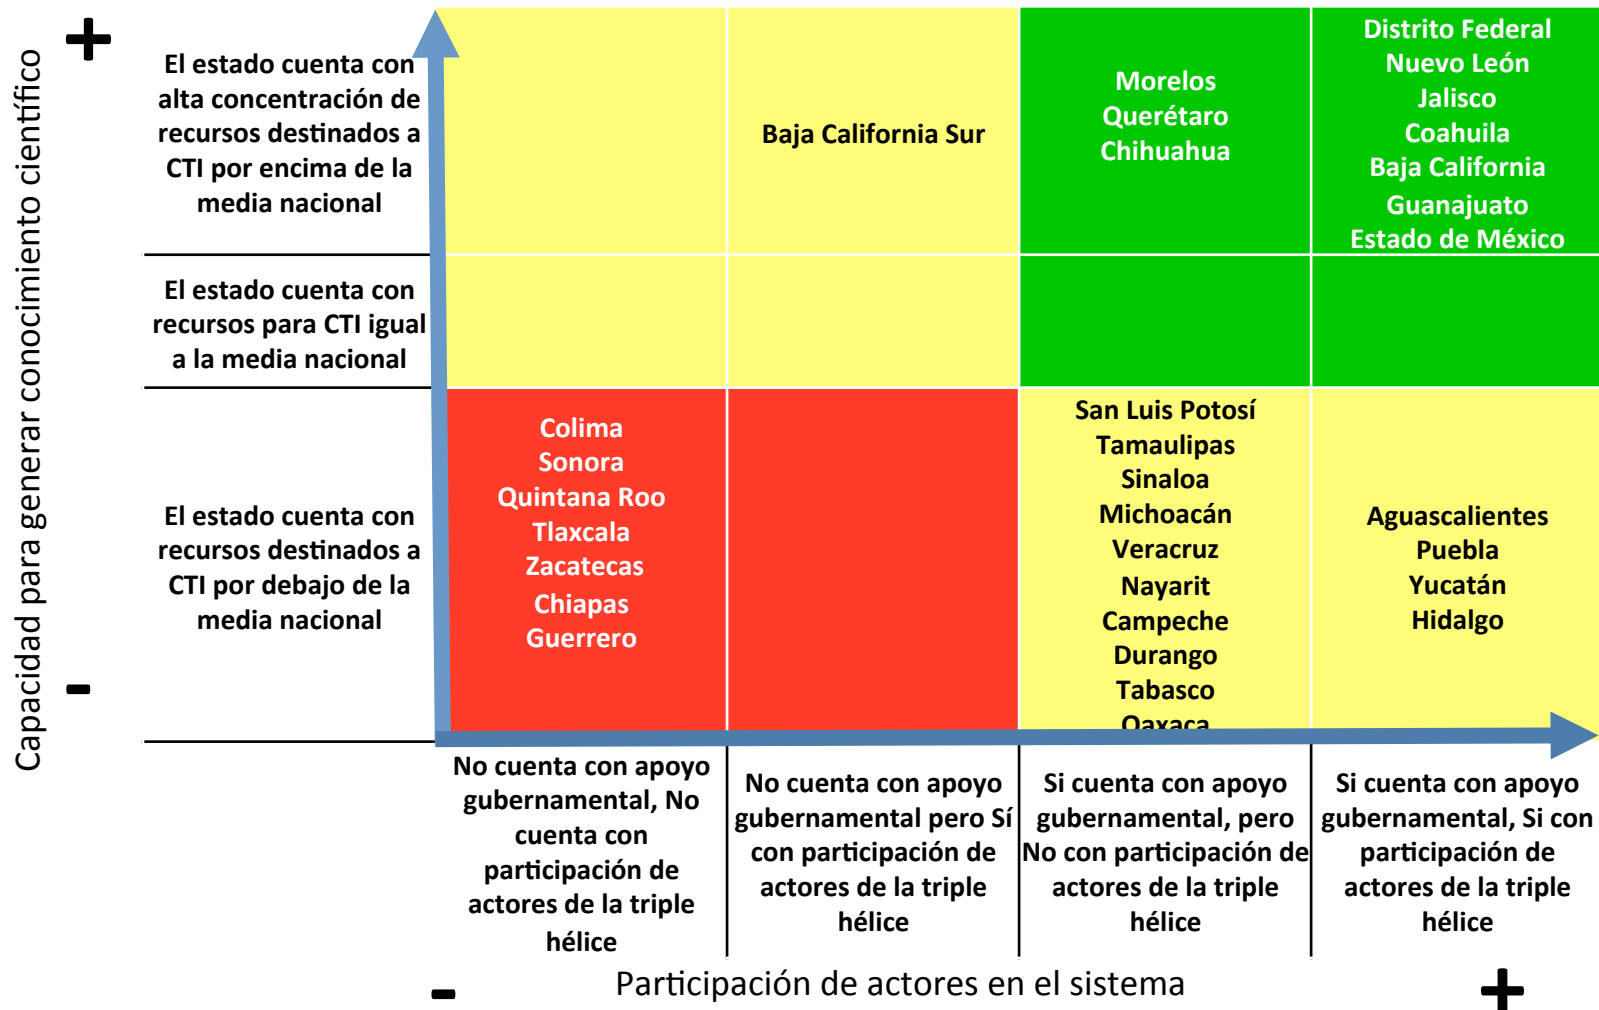 Capacidad para generar conocimiento científico
+
-
El estado cuenta con
alta concentración de
recursos destinados a
CTI por encima de la
media nacional
Baja California Sur
Morelos
Querétaro
Chihuahua
Distrito Federal
Nuevo León
Jalisco
Coahuila
Baja California
Guanajuato
Estado de México
El estado cuenta con
recursos para CTI igual
a la media nacional
El estado cuenta con
recursos destinados a
CTI por debajo de la
media nacional
Colima
Sonora
Quintana Roo
Tlaxcala
Zacatecas
Chiapas
Guerrero
San Luis Potosí
Tamaulipas
Sinaloa
Michoacán
Veracruz
Nayarit
Campeche
Durango
Tabasco
Oaxaca
Aguascalientes
Puebla
Yucatán
Hidalgo
No cuenta con apoyo
gubernamental, No
cuenta con
participación de
actores de la triple
hélice
No cuenta con apoyo
gubernamental pero Sí
con participación de
actores de la triple
hélice
Si cuenta con apoyo
gubernamental, pero
No con participación de
actores de la triple
hélice
Si cuenta con apoyo
gubernamental, Si con
participación de
actores de la triple
hélice
-
Participación de actores en el sistema
+